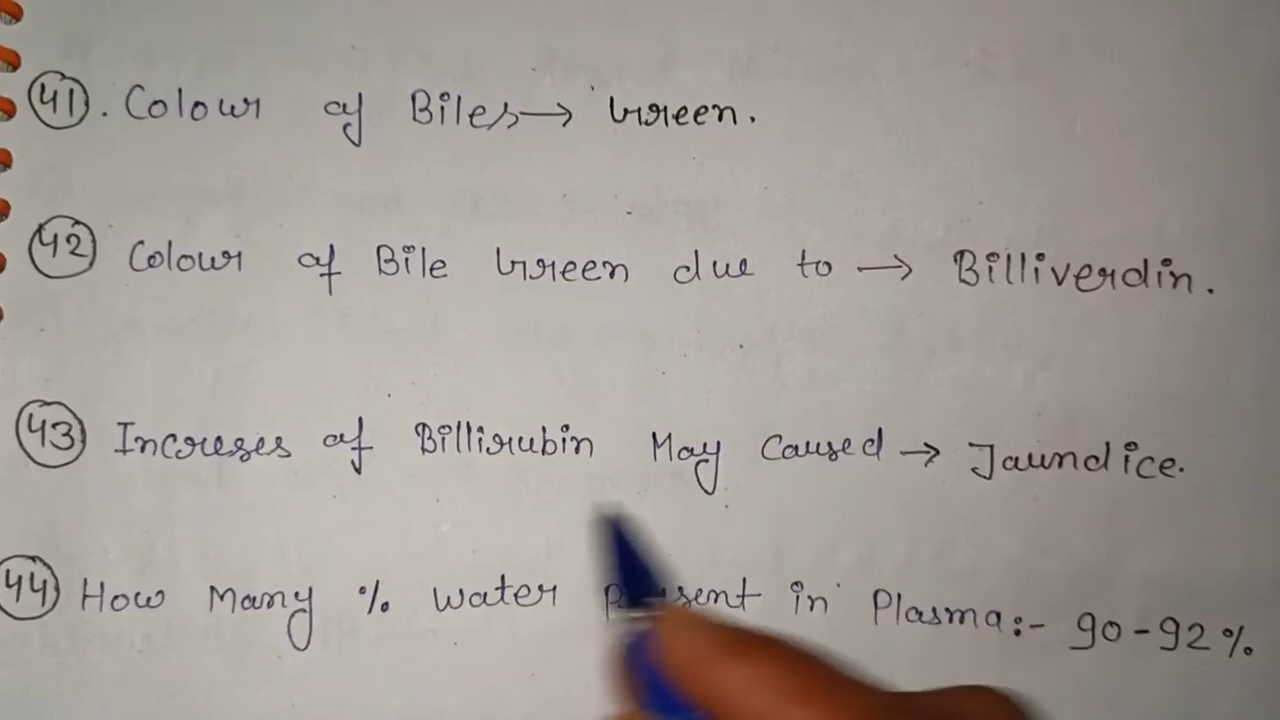 41. Colour of Biles→ Green.
42 Colour of Bile Green due to → Billiverdin.
43 Increses of Billirubin May Caused → Jaundice.
44 How Many % water Present in Plasma:- 90-92%